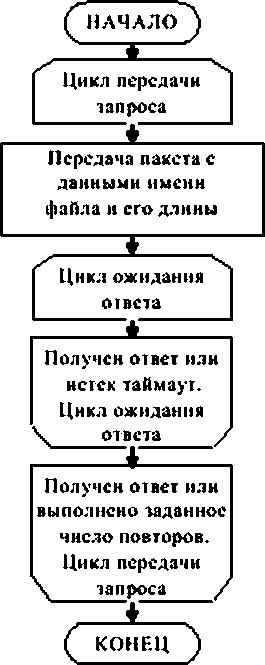 НАЧАЛО
Цикл передачи
запроса
Передача пакета с
данными имени
файла и его длины
Цикл ожидания
ответа
Получен ответ или
истек таймаут.
Цикл ожидания
ответа
Получен ответ или
выполнено заданное
число повторов.
Цикл передачи
запроса
КОНЕЦ